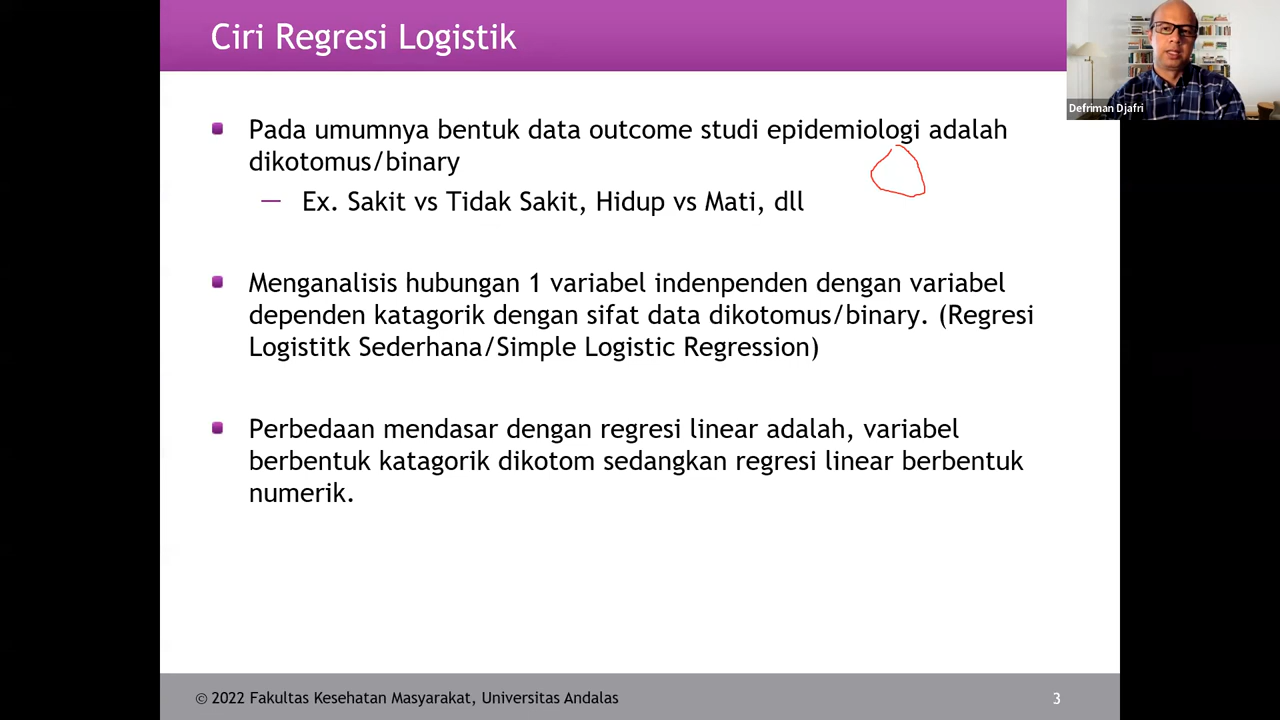 Ciri Regresi Logistik
Defriman Djafri
Pada umumnya bentuk data outcome studi epidemiologi adalah
dikotomus/binary
— Ex. Sakit vs Tidak Sakit, Hidup vs Mati, dll
Menganalisis hubungan 1 variabel indenpenden dengan variabel
dependen katagorik dengan sifat data dikotomus/binary. (Regresi
Logistitk Sederhana/Simple Logistic Regression)
Perbedaan mendasar dengan regresi linear adalah, variabel
berbentuk katagorik dikotom sedangkan regresi linear berbentuk
numerik.
© 2022 Fakultas Kesehatan Masyarakat, Universitas Andalas
3